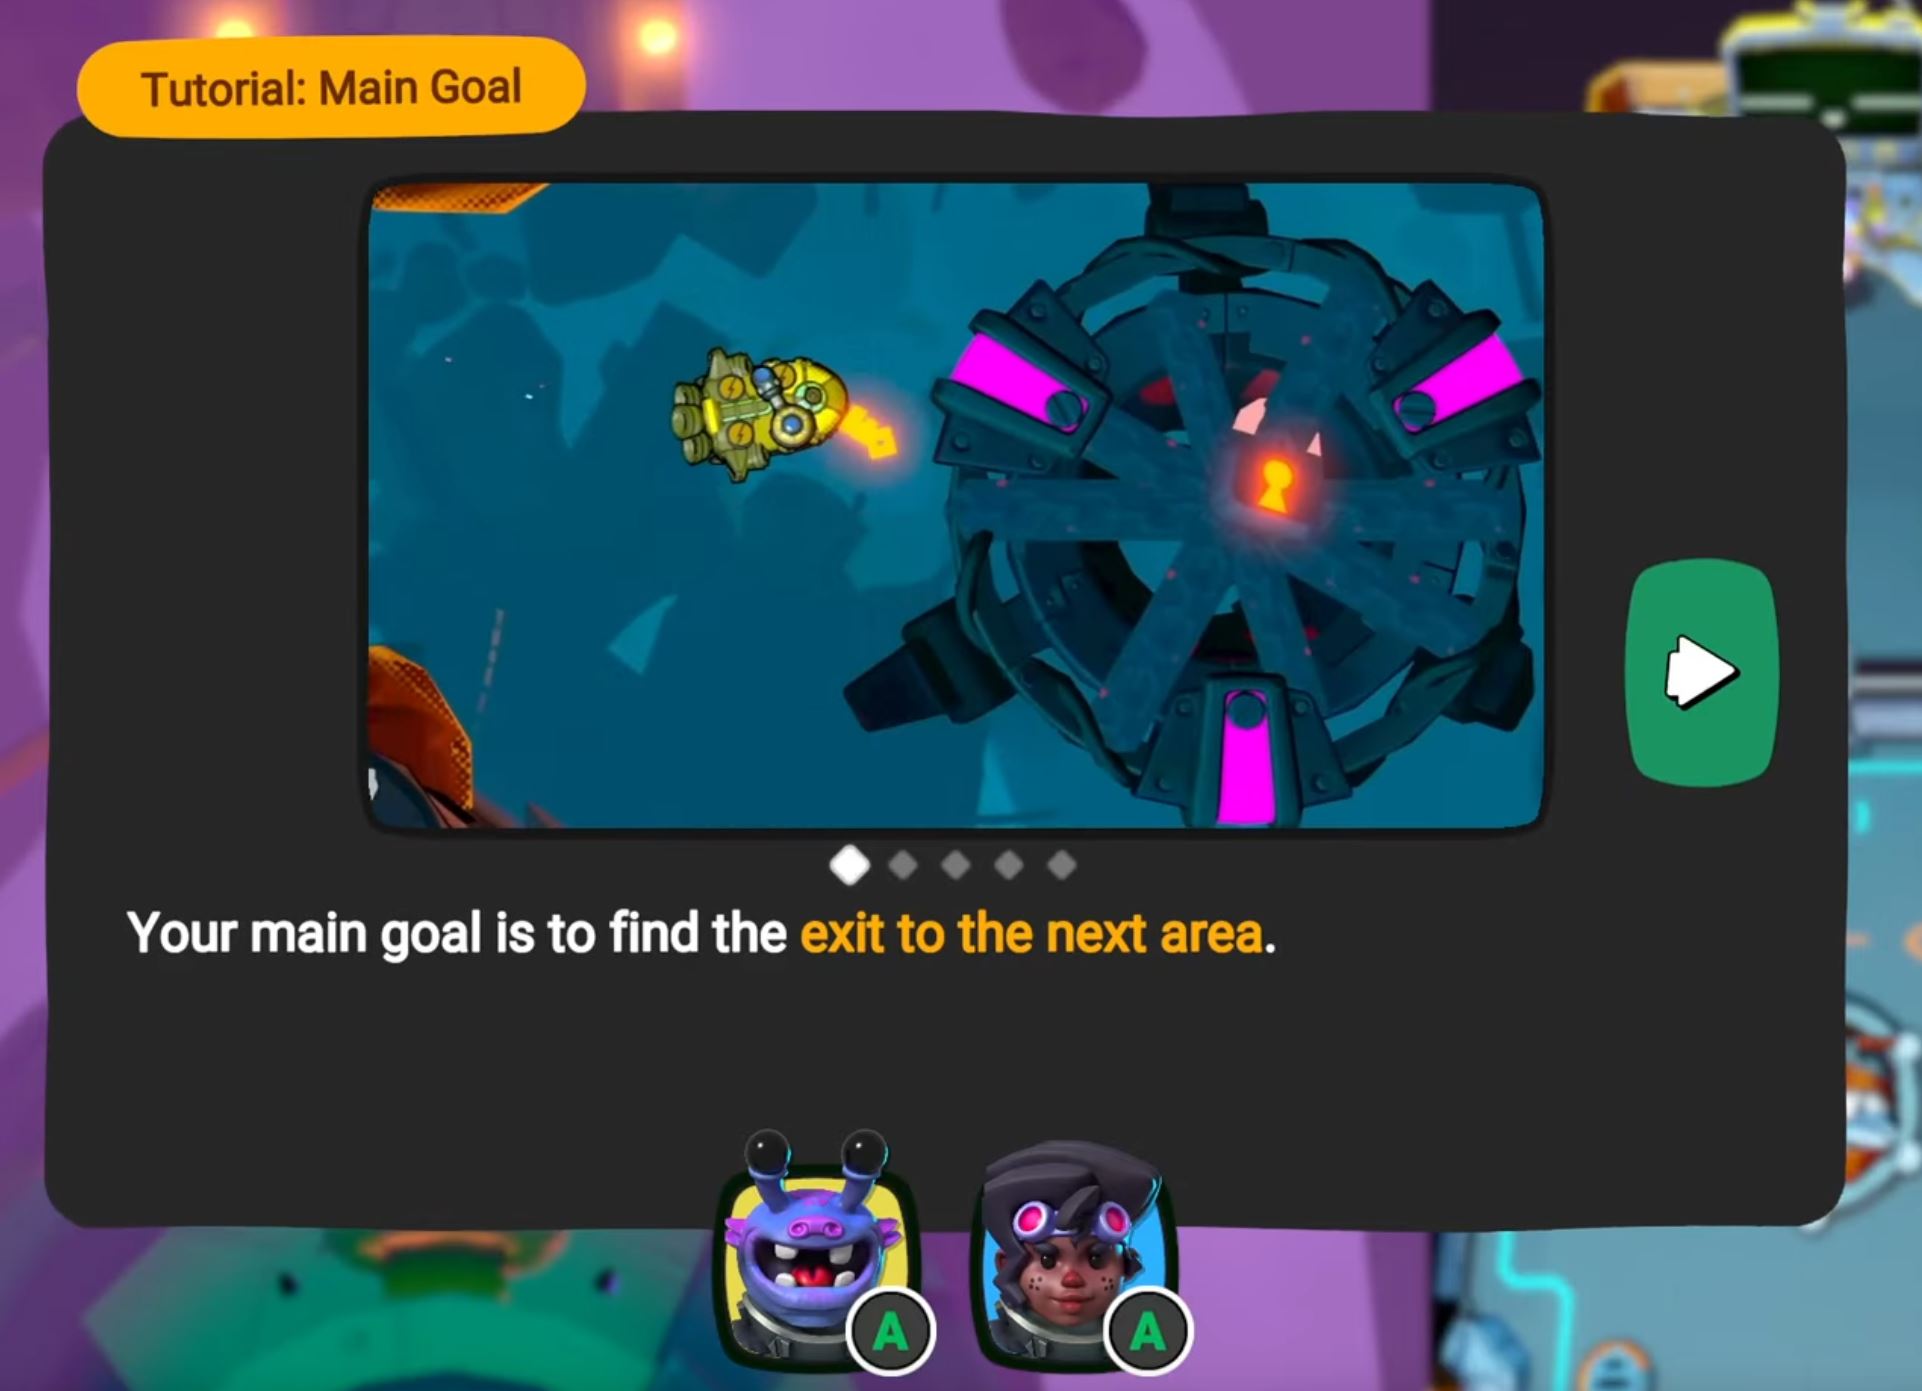 Tutorial: Main Goal
Your main goal is to find the exit to the next area.
A
A